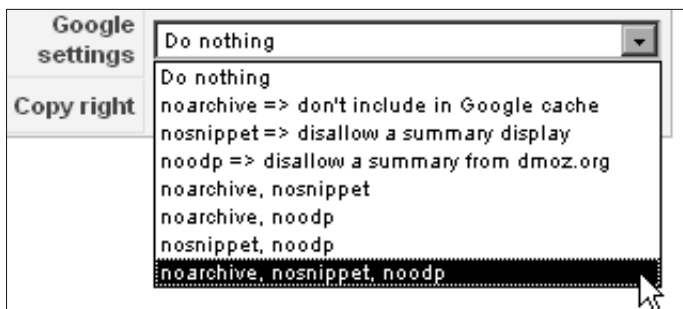 Google settings
Do nothing
Do nothing
Copy right
noarchive => don't include in Google cache
nosnippet => disallow a summary display
noodp => disallow a summary from dmoz.org
noarchive, nosnippet
noarchive, noodp
nosnippet, noodp
noarchive, nosnippet, noodp